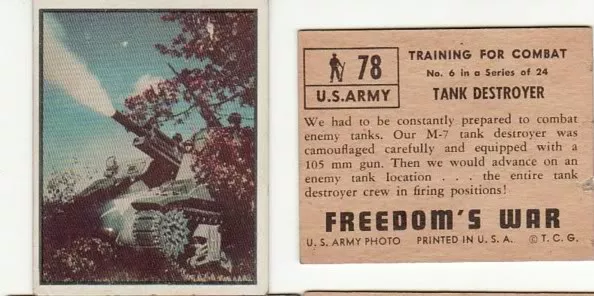 78
U.S.ARMY
TRAINING FOR COMBAT
No. 6 in a Series of 24
TANK DESTROYER
We had to be constantly prepared to combat
enemy tanks. Our M-7 tank destroyer was
camouflaged carefully and equipped with a
105 mm gun. Then we would advance on an
enemy tank location . . . the entire tank
destroyer crew in firing positions!
FREEDOM'S WAR
U. S. ARMY PHOTO PRINTED IN U. S. A. © T. C. G.